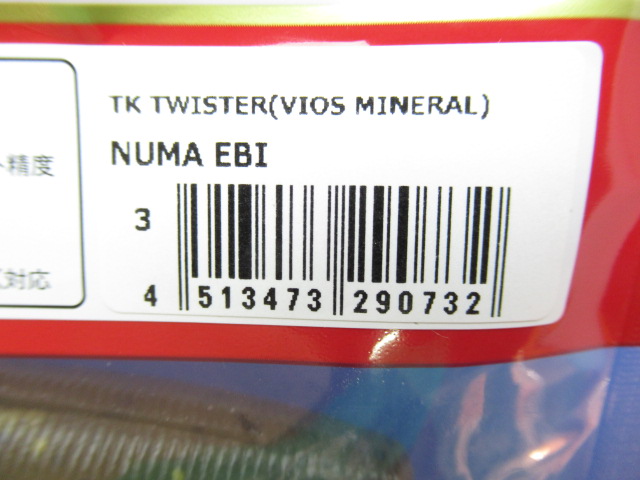 TK TWISTER(VIOS MINERAL)
NUMA EBI
精度
対応
3
4 513473 290732